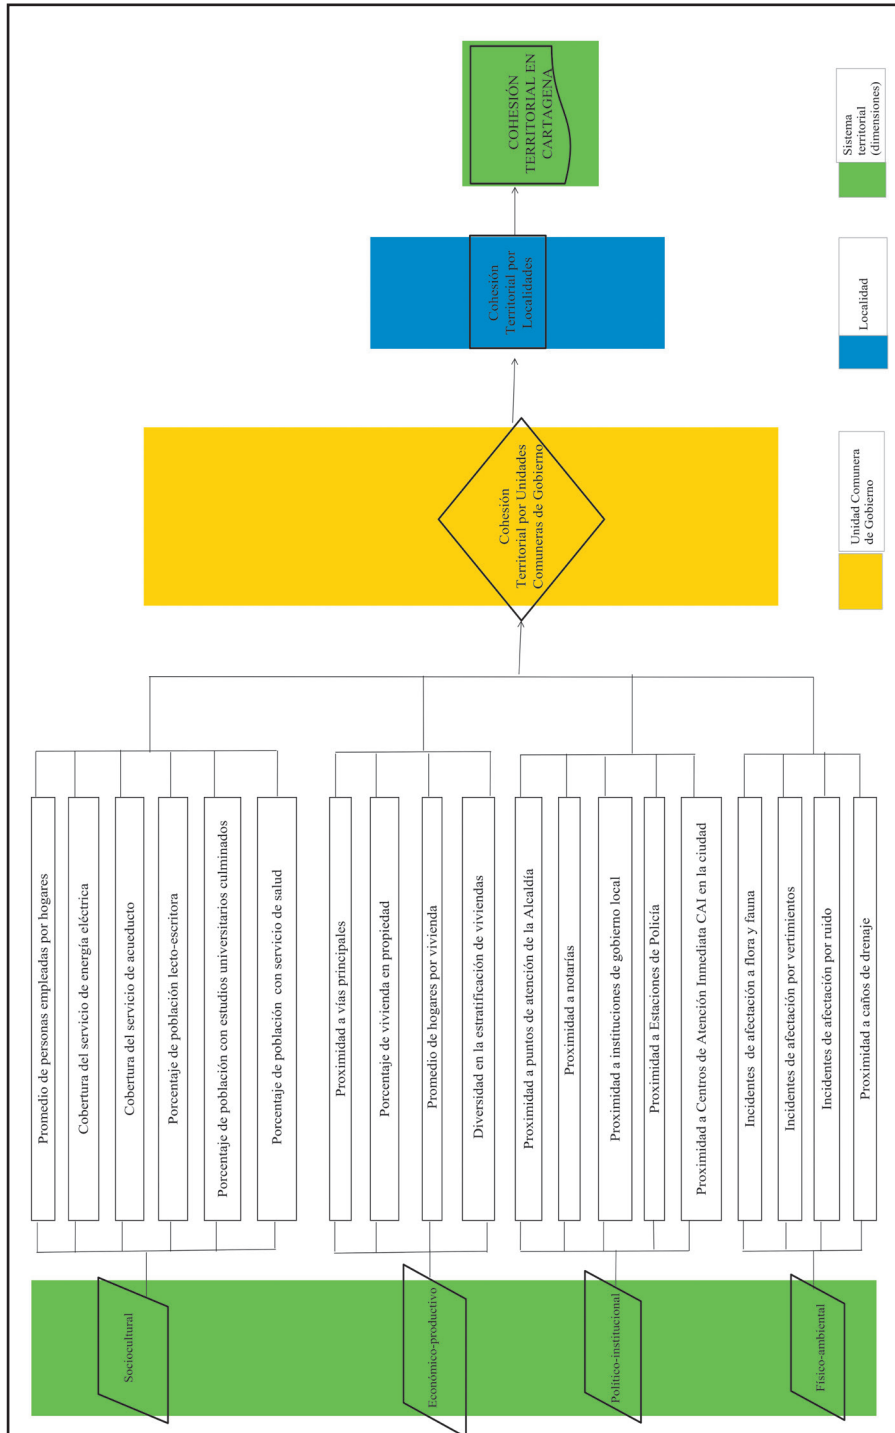 Sociocultural
Económico-productivo
Político-institucional
Físico-ambiental
Promedio de personas empleadas por hogares
Cobertura del servicio de energía eléctrica
Cobertura del servicio de acueducto
Porcentaje de población lecto-escritora
Porcentaje de población con estudios universitarios culminados
Porcentaje de población con servicio de salud
Proximidad a vías principales
Porcentaje de vivienda en propiedad
Promedio de hogares por vivienda
Diversidad en la estratificación de viviendas
Proximidad a puntos de atención de la Alcaldía
Proximidad a notarías
Proximidad a instituciones de gobierno local
Proximidad a Estaciones de Policía
Proximidad a Centros de Atención Inmediata CAI en la ciudad
Incidentes de afectación a flora y fauna
Incidentes de afectación por vertimientos
Incidentes de afectación por ruido
Proximidad a caños de drenaje
Cohesión
Territorial por Unidades
Comuneras de Gobierno
Cohesión
Territorial por
Localidades
COHESIÓN
TERRITORIAL EN
CARTAGENA
Unidad Comunera
de Gobierno
Localidad
Sistema
territorial
(dimensiones)